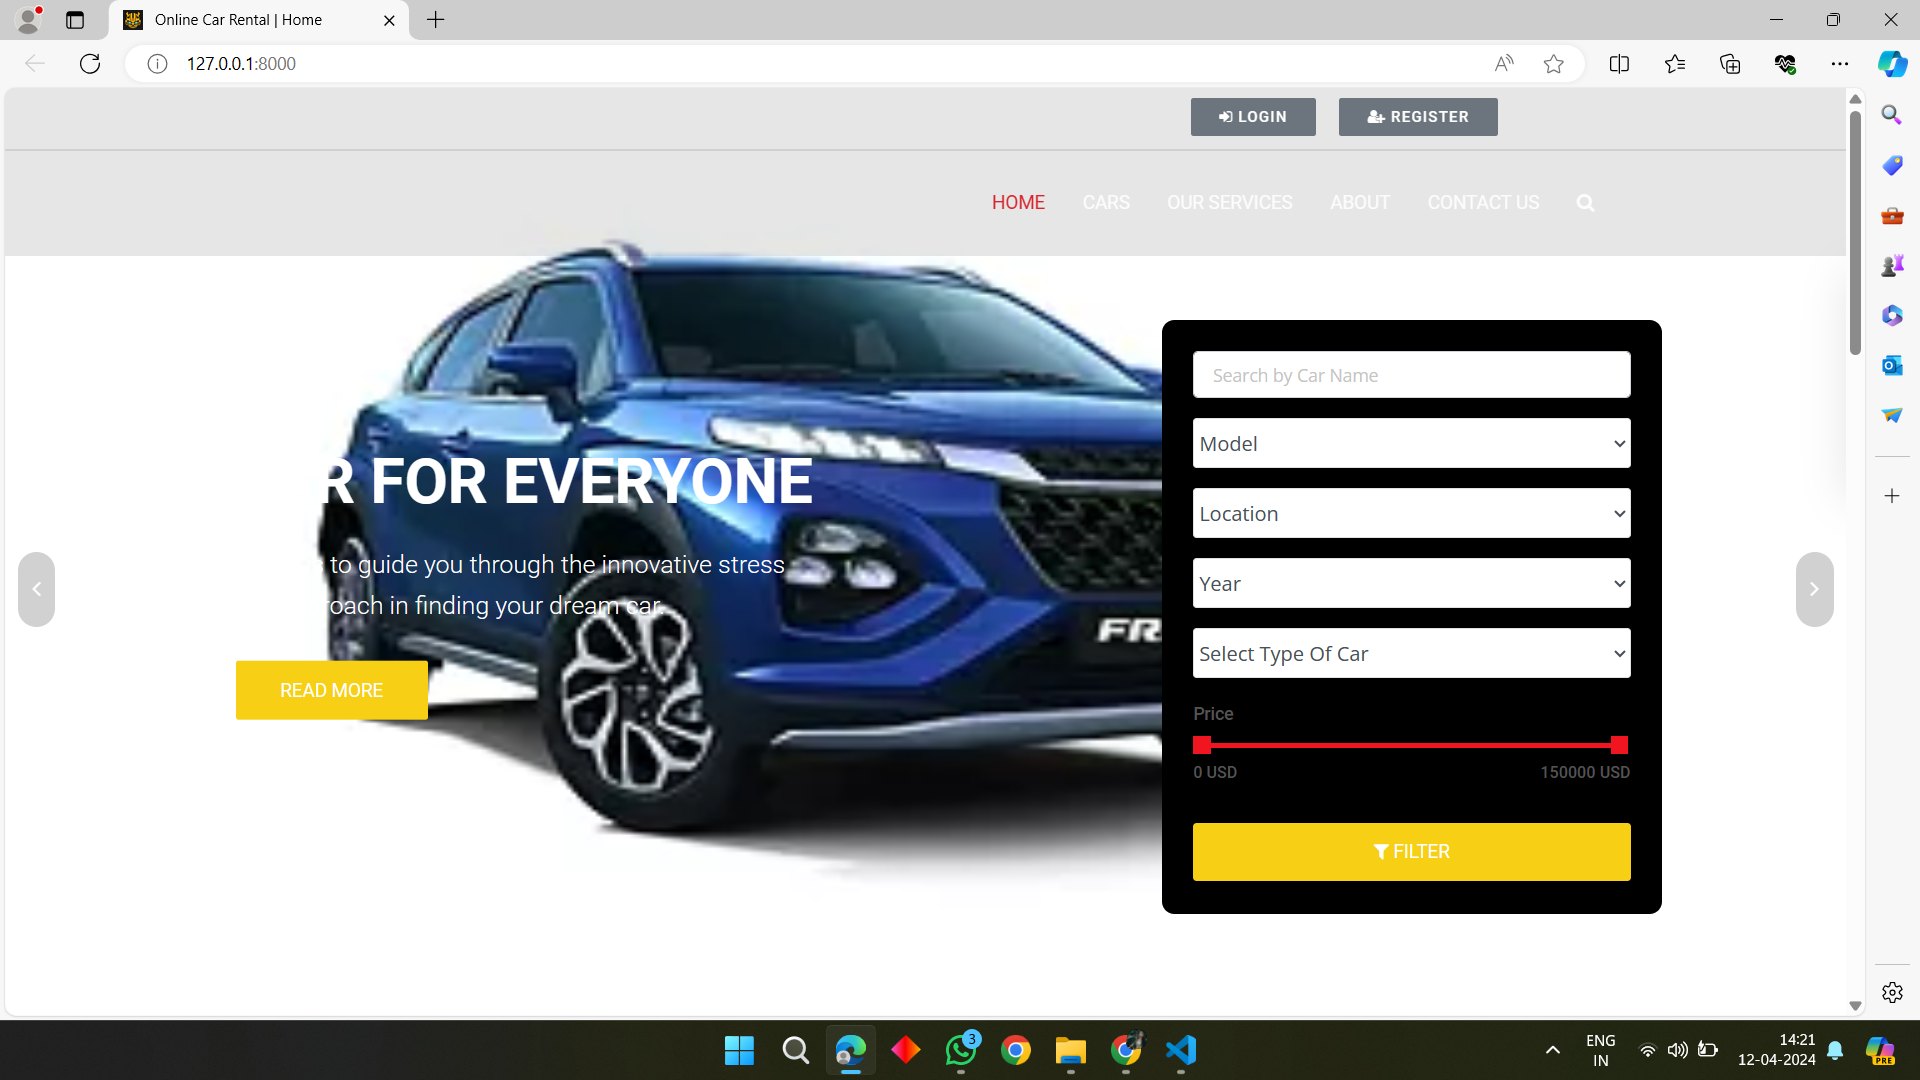 Online Car Rental | Home
127.0.0.1:8000
LOGIN
REGISTER
HOME
CARS
OUR SERVICES
ABOUT
CONTACT US
Search by Car Name
Model
R FOR EVERYONE
Location
to guide you through the innovative stress
Year
roach in finding your dream car.
FR
Select Type Of Car
READ MORE
Price
0 USD
150000 USD
FILTER
3
ENG
IN
14:21
12-04-2024
PRE